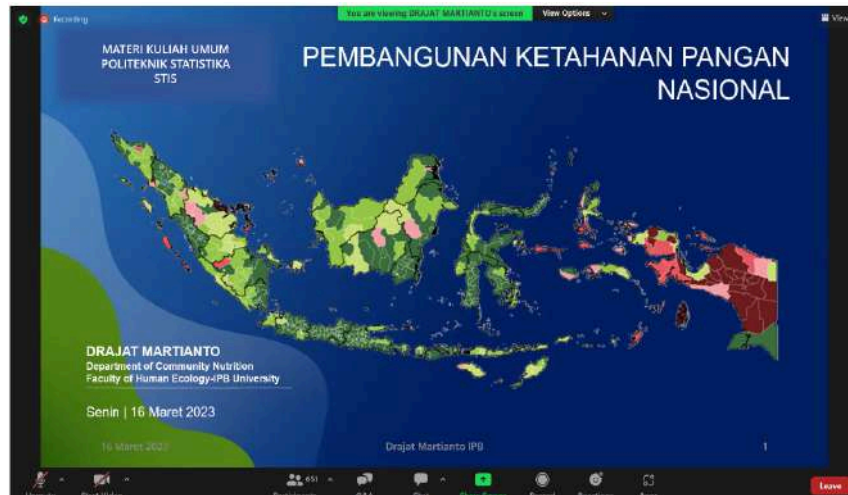 Recording
You are viewing DRAJAT MARTIANTO's screen
View Options
View
MATERI KULIAH UMUM
POLITEKNIK STATISTIKA
STIS
PEMBANGUNAN KETAHANAN PANGAN
NASIONAL
DRAJAT MARTIANTO
Department of Community Nutrition
Faculty of Human Ecology-IPB University
Senin | 16 Maret 2023
16 Maret 2023
Drajat Martianto IPB
1
651
Leave